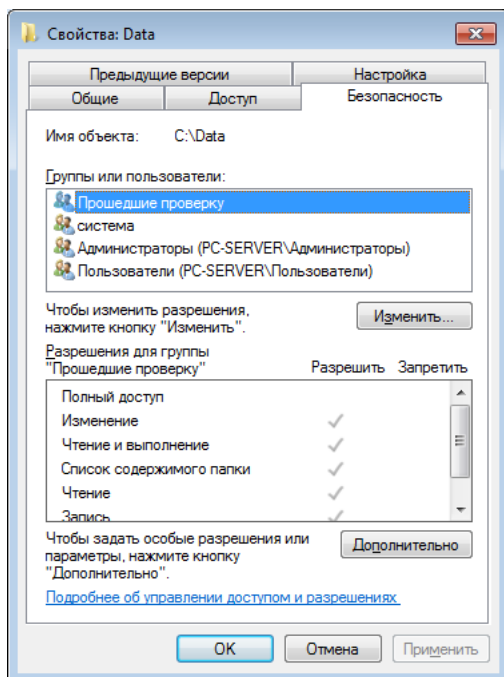 Свойства: Data
Предыдущие версии
Настройка
Общие
Доступ
Безопасность
Имя объекта: C:\Data
Группы или пользователи:
Прошедшие проверку
система
Администраторы (PC-SERVER\Администраторы)
Пользователи (PC-SERVER\Пользователи)
Чтобы изменить разрешения,
нажмите кнопку "Изменить".
Изменить...
Разрешения для группы
"Прошедшие проверку"
Разрешить
Запретить
Полный доступ
Изменение
Чтение и выполнение
Список содержимого папки
Чтение
Запись
Чтобы задать особые разрешения или
параметры, нажмите кнопку
"Дополнительно".
Дополнительно
Подробнее об управлении доступом и разрешениях
OK
Отмена
Применить